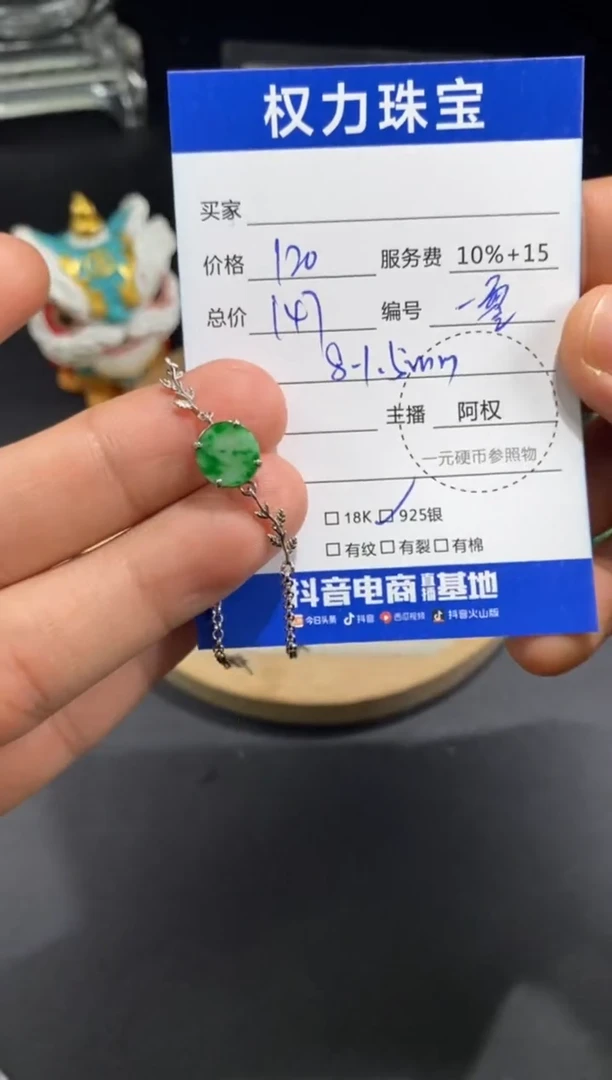 权力珠宝
买家
价格 120 服务费 10%+15
总价 147 编号
8-1.5mm
主播 阿权
一元硬币参照物
□ 18K □ 925银
□ 有纹 □ 有裂 □ 有棉
抖音电商直播基地
今日头条 抖音 西瓜视频 抖音火山版